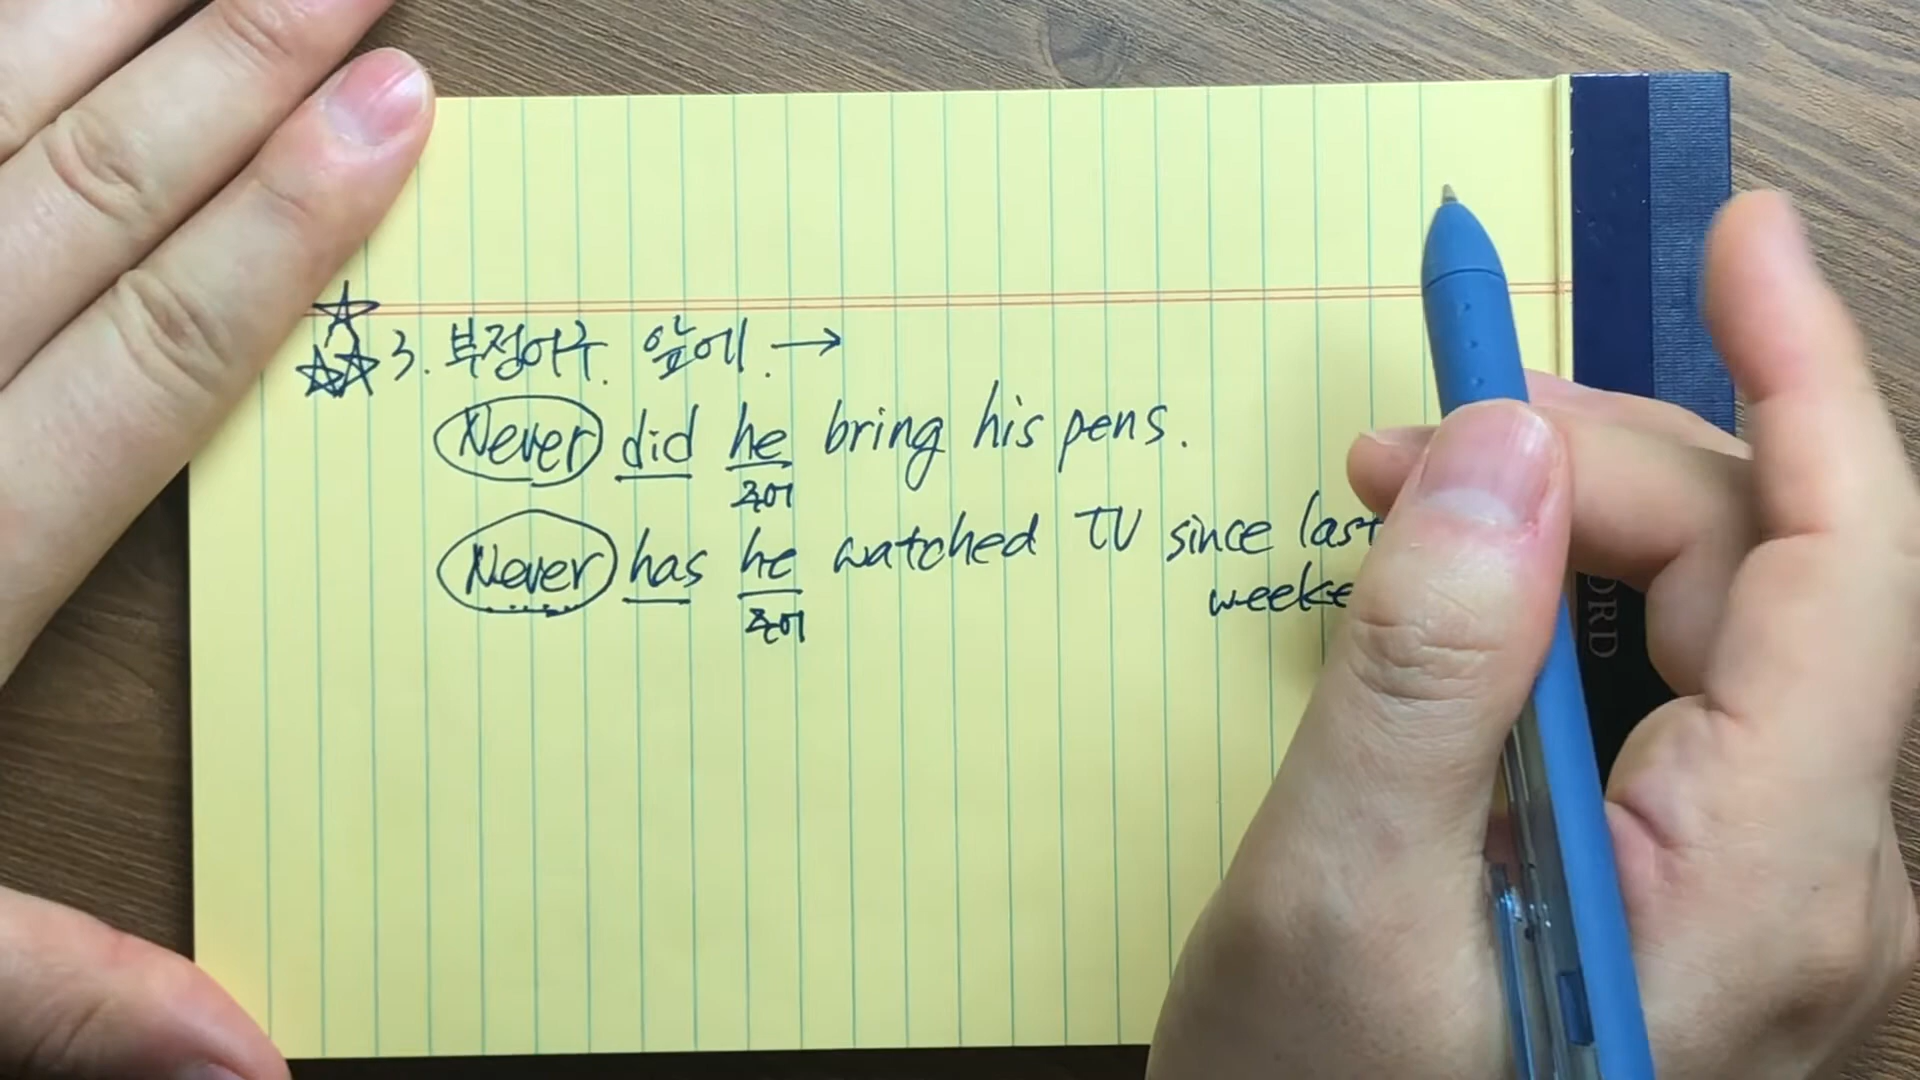 3. 부정어구 앞에 →
Never did he bring his pens.
주어
Never has he watched TV since last
주어
ORD